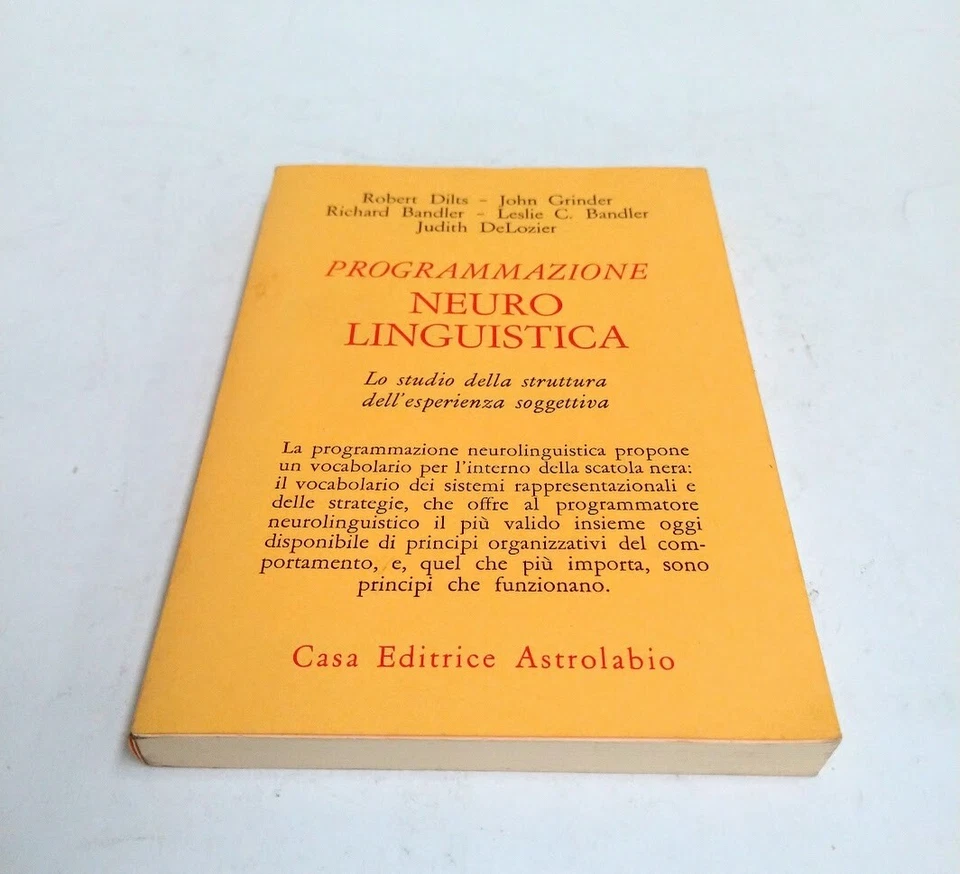 Robert Dilts – John Grinder
Richard Bandler – Leslie C. Bandler
Judith DeLozier
PROGRAMMAZIONE
NEURO
LINGUISTICA
Lo studio della struttura
dell'esperienza soggettiva
La programmazione neurolinguistica propone
un vocabolario per l'interno della scatola nera:
il vocabolario dei sistemi rappresentazionali e
delle strategie, che offre al programmatore
neurolinguistico il più valido insieme oggi
disponibile di principi organizzativi del com-
portamento, e, quel che più importa, sono
principi che funzionano.
Casa Editrice Astrolabio